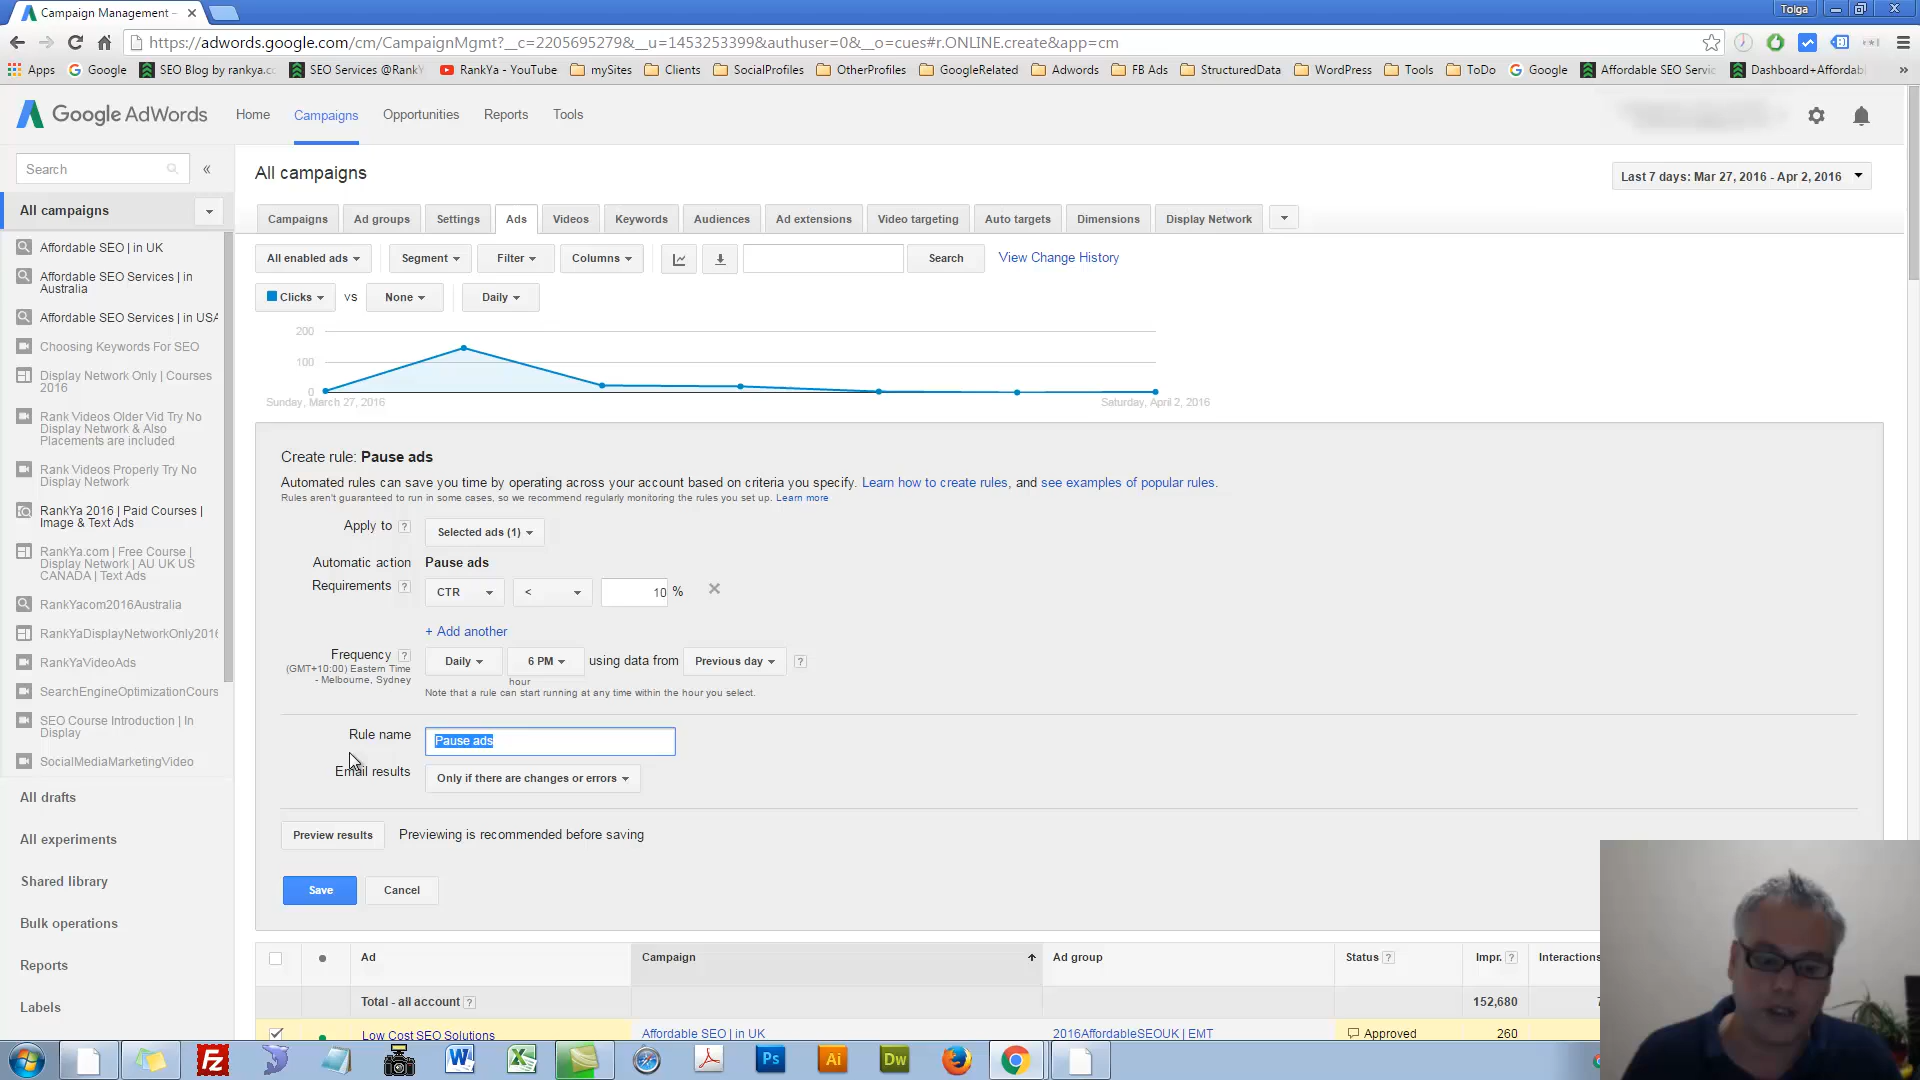 Campaign Management -
Tolga
https://adwords.google.com/cm/CampaignMgmt?__c=2205695279&__u=1453253399&authuser=0&__o=cues#r.ONLINE.create&app=cm
Apps Google SEO Blog by rankya.c SEO Services @RankY RankYa - YouTube mySites Clients SocialProfiles OtherProfiles GoogleRelated Adwords FB Ads StructuredData WordPress Tools ToDo Google Affordable SEO Servic Dashboard+Affordabl »
Google AdWords Home Campaigns Opportunities Reports Tools
Search «
All campaigns
Affordable SEO | in UK
Affordable SEO Services | in
Australia
Affordable SEO Services | in USA
Choosing Keywords For SEO
Display Network Only | Courses
2016
Rank Videos Older Vid Try No
Display Network & Also
Placements are included
Rank Videos Properly Try No
Display Network
RankYa 2016 | Paid Courses |
Image & Text Ads
RankYa.com | Free Course |
Display Network | AU UK US
CANADA | Text Ads
RankYacom2016Australia
RankYaDisplayNetworkOnly2016
RankYaVideoAds
SearchEngineOptimizationCours
SEO Course Introduction | In
Display
SocialMediaMarketingVideo
All drafts
All experiments
Shared library
Bulk operations
Reports
Labels
All campaigns
Last 7 days: Mar 27, 2016 - Apr 2, 2016
Campaigns Ad groups Settings Ads Videos Keywords Audiences Ad extensions Video targeting Auto targets Dimensions Display Network
All enabled ads Segment Filter Columns Search View Change History
Clicks vs None Daily
200
100
0
Sunday, March 27, 2016 Saturday, April 2, 2016
Create rule: Pause ads
Automated rules can save you time by operating across your account based on criteria you specify. Learn how to create rules, and see examples of popular rules.
Rules aren't guaranteed to run in some cases, so we recommend regularly monitoring the rules you set up. Learn more
Apply to ? Selected ads (1)
Automatic action Pause ads
Requirements ? CTR < 10 %
+ Add another
Frequency ? Daily 6 PM using data from Previous day ?
(GMT+10:00) Eastern Time
- Melbourne, Sydney
hour
Note that a rule can start running at any time within the hour you select.
Rule name Pause ads
Email results Only if there are changes or errors
Preview results Previewing is recommended before saving
Save Cancel
Ad Campaign Ad group Status ? Impr. ? Interactions
Total - all account ? 152,680
Low Cost SEO Solutions Affordable SEO | in UK 2016AffordableSEOUK | EMT Approved 260
Fz W X Ps Ai Dw